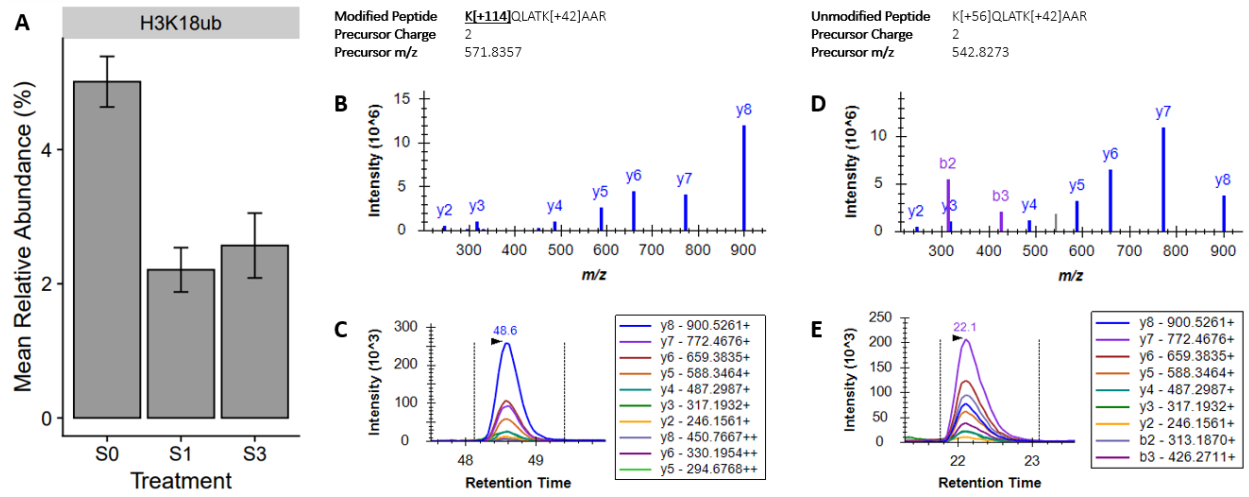 A
H3K18ub
Mean Relative Abundance (%)
4
2
0
S0
S1
S3
Treatment
Modified Peptide K[+114]QLATK[+42]AAR
Precursor Charge 2
Precursor m/z 571.8357
B
Intensity (10^6)
15
10
5
0
y2
y3
y4
y5
y6
y7
y8
300 400 500 600 700 800 900
m/z
C
Intensity (10^3)
300
200
100
0
48.6
48 49
Retention Time
y8 - 900.5261+
y7 - 772.4676+
y6 - 659.3835+
y5 - 588.3464+
y4 - 487.2987+
y3 - 317.1932+
y2 - 246.1561+
y8 - 450.7667++
y6 - 330.1954++
y5 - 294.6768++
Unmodified Peptide K[+56]QLATK[+42]AAR
Precursor Charge 2
Precursor m/z 542.8273
D
Intensity (10^6)
10
5
0
y2
b2
y3
b3
y4
y5
y6
y7
y8
300 400 500 600 700 800 900
m/z
E
Intensity (10^3)
250
200
150
100
50
0
22.1
22 23
Retention Time
y8 - 900.5261+
y7 - 772.4676+
y6 - 659.3835+
y5 - 588.3464+
y4 - 487.2987+
y3 - 317.1932+
y2 - 246.1561+
b2 - 313.1870+
b3 - 426.2711+